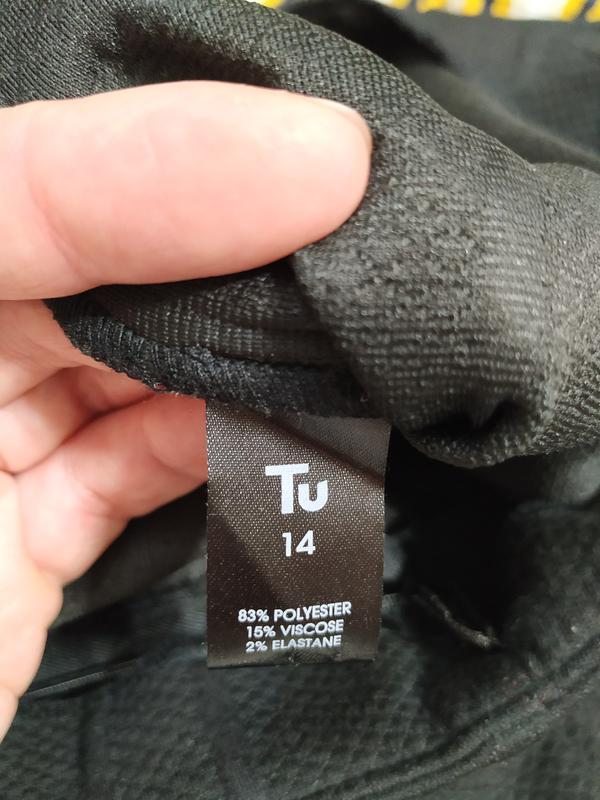 Tu
14
83% POLYESTER
15% VISCOSE
2% ELASTANE